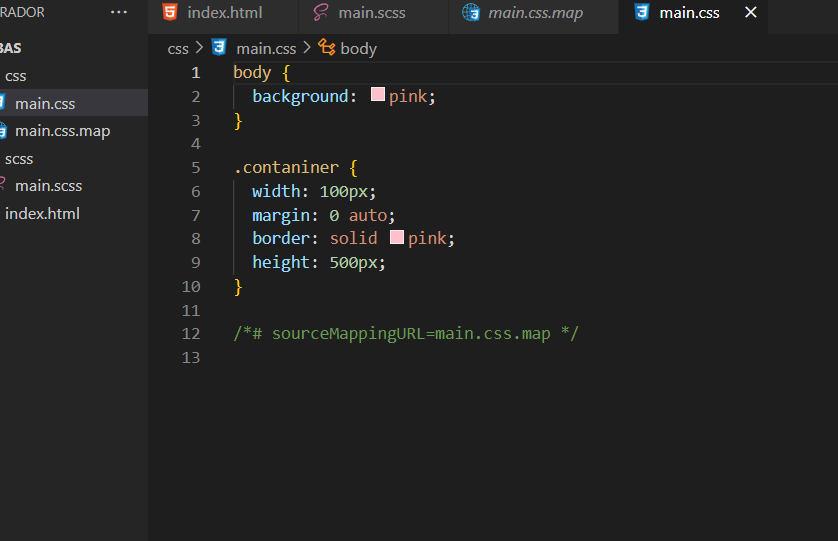 RADOR ···
index.html main.scss main.css.map main.css
BAS
css
main.css
main.css.map
scss
main.scss
index.html
css > main.css > body
1 body {
2 background: pink;
3 }
4
5 .contaniner {
6 width: 100px;
7 margin: 0 auto;
8 border: solid pink;
9 height: 500px;
10 }
11
12 /*# sourceMappingURL=main.css.map */
13